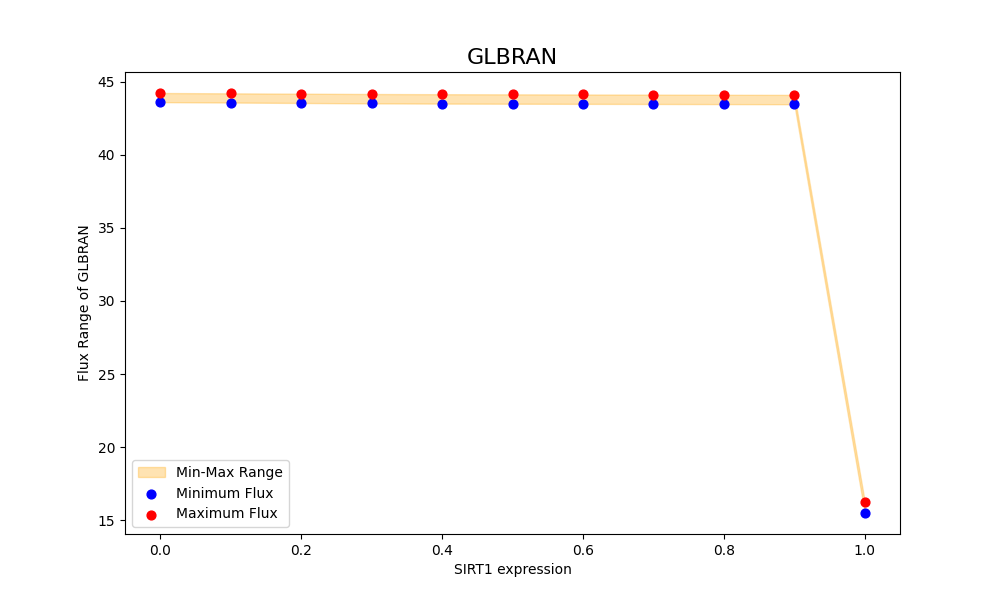 GLBRAN
Flux Range of GLBRAN
45
40
35
30
25
20
15
Min-Max Range
Minimum Flux
Maximum Flux
0.0 0.2 0.4 0.6 0.8 1.0
SIRT1 expression